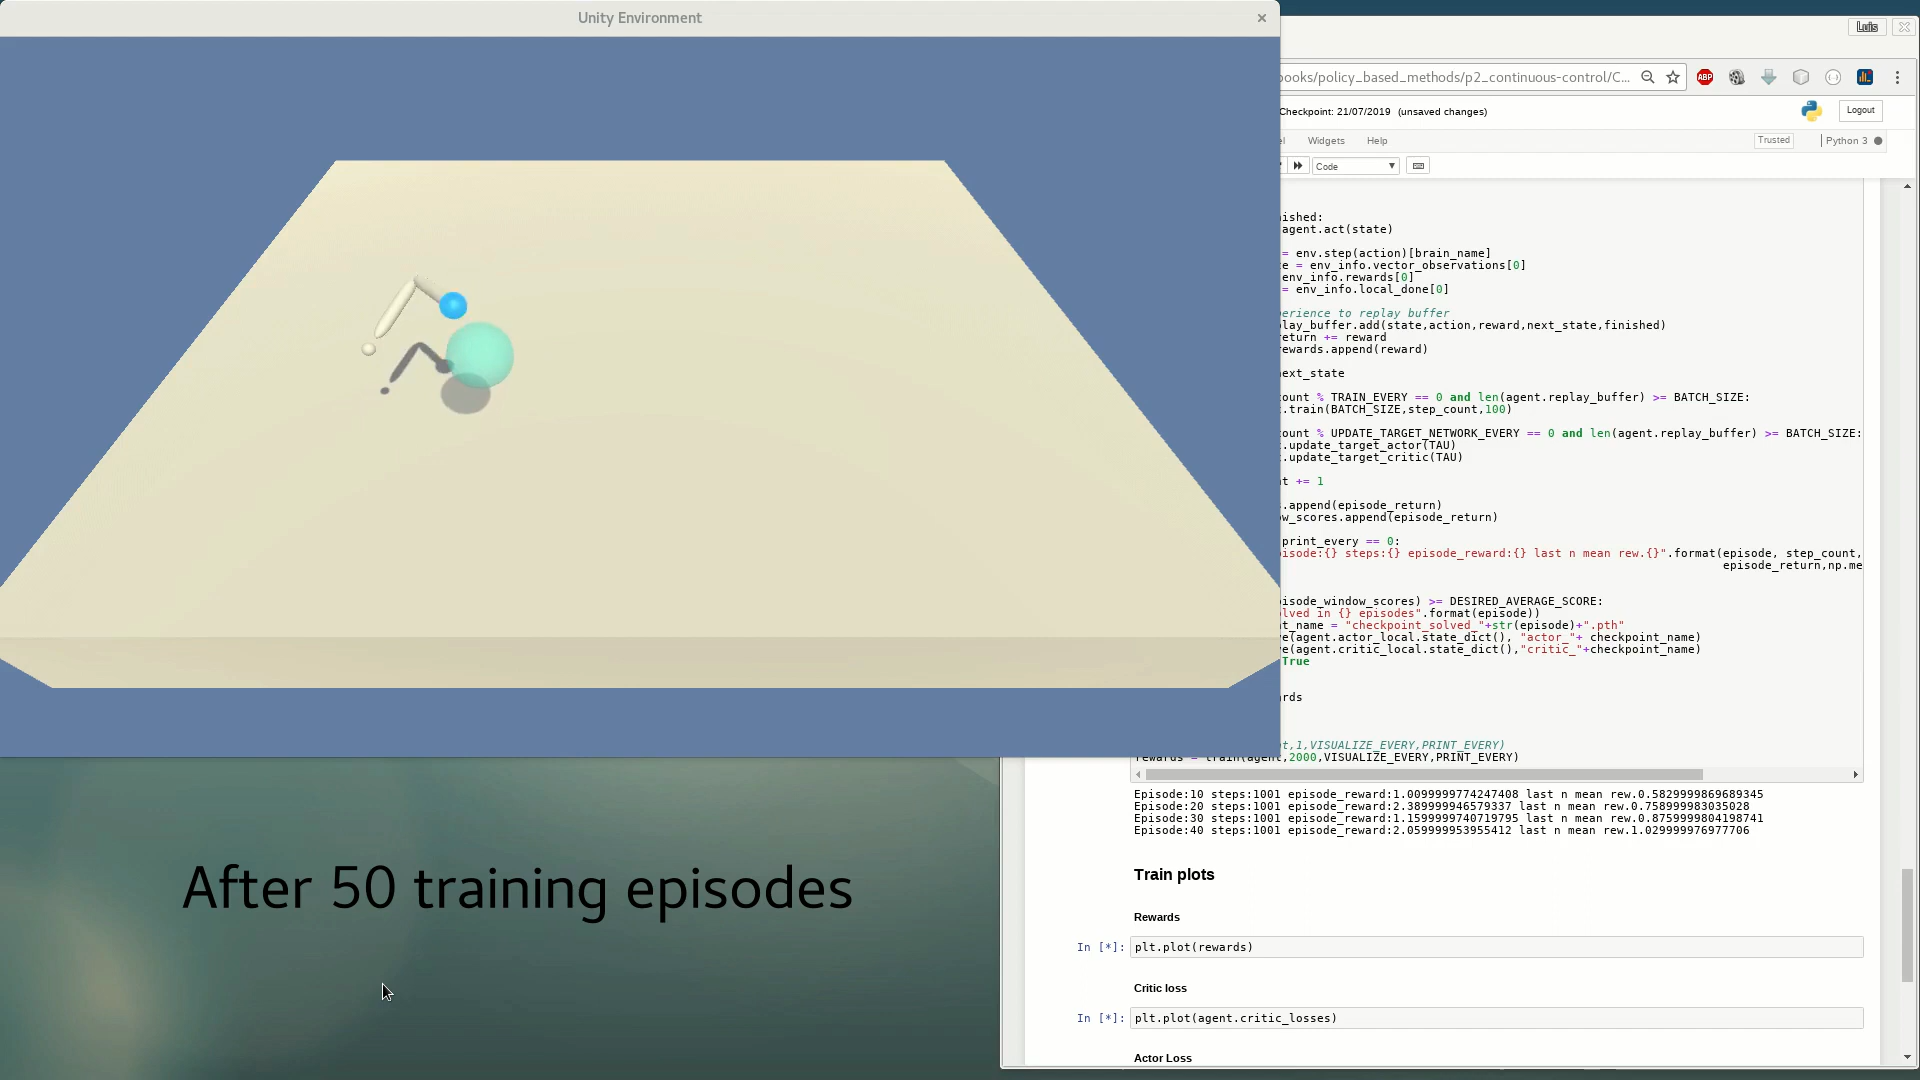 Unity Environment
Luis
ooks/policy_based_methods/p2_continuous-control/C...
ABP
Checkpoint: 21/07/2019 (unsaved changes)
Logout
Widgets Help
Trusted
Python 3
Code
ished:
agent.act(state)
= env.step(action)[brain_name]
e = env_info.vector_observations[0]
env_info.rewards[0]
= env_info.local_done[0]
erience to replay buffer
lay_buffer.add(state,action,reward,next_state,finished)
return += reward
rewards.append(reward)
next_state
ount % TRAIN_EVERY == 0 and len(agent.replay_buffer) >= BATCH_SIZE:
.train(BATCH_SIZE,step_count,100)
ount % UPDATE_TARGET_NETWORK_EVERY == 0 and len(agent.replay_buffer) >= BATCH_SIZE:
.update_target_actor(TAU)
.update_target_critic(TAU)
t += 1
.append(episode_return)
w_scores.append(episode_return)
print_every == 0:
isode:{} steps:{} episode_reward:{} last n mean rew.{}".format(episode, step_count,
episode_return,np.me
isode_window_scores) >= DESIRED_AVERAGE_SCORE:
lved in {} episodes".format(episode))
t_name = "checkpoint_solved_"+str(episode)+".pth"
e(agent.actor_local.state_dict(), "actor_"+ checkpoint_name)
e(agent.critic_local.state_dict(),"critic_"+checkpoint_name)
True
rds
t,1,VISUALIZE_EVERY,PRINT_EVERY)
rewards = train(agent,2000,VISUALIZE_EVERY,PRINT_EVERY)
Episode:10 steps:1001 episode_reward:1.0099999774247408 last n mean rew.0.5829999869689345
Episode:20 steps:1001 episode_reward:2.389999946579337 last n mean rew.0.758999983035028
Episode:30 steps:1001 episode_reward:1.1599999740719795 last n mean rew.0.8759999804198741
Episode:40 steps:1001 episode_reward:2.059999953955412 last n mean rew.1.029999976977706
After 50 training episodes
Train plots
Rewards
In [*]: plt.plot(rewards)
Critic loss
In [*]: plt.plot(agent.critic_losses)
Actor Loss